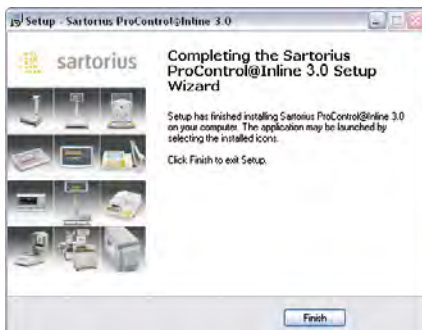 Setup - Sartorius ProControl@Inline 3.0
sartorius
Completing the Sartorius
ProControl@Inline 3.0 Setup
Wizard
Setup has finished installing Sartorius ProControl@Inline 3.0
on your computer. The application may be launched by
selecting the installed icons.
Click Finish to exit Setup.
Finish